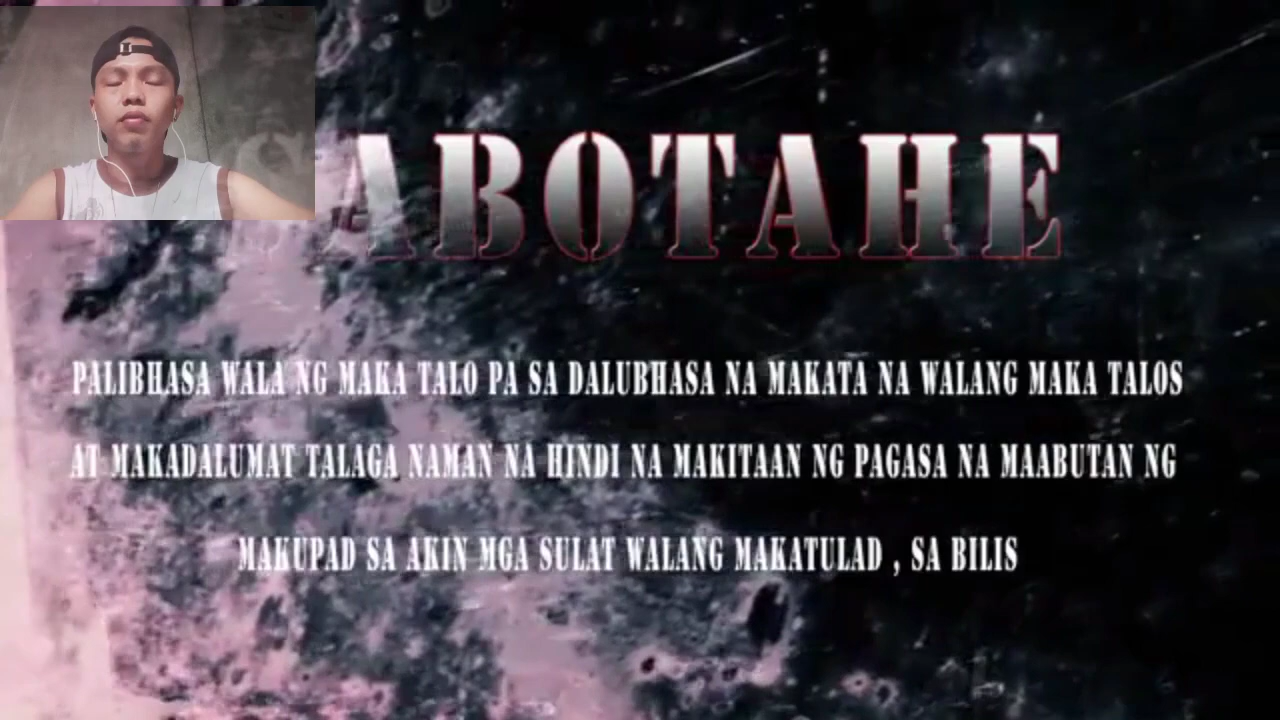 SABOTAHE
PALIBHASA WALA NG MAKA TALO PA SA DALUBHASA NA MAKATA NA WALANG MAKA TALOS
AT MAKADALUMAT TALAGA NAMAN NA HINDI NA MAKITAAN NG PAGASA NA MAABUTAN NG
MAKUPAD SA AKIN MGA SULAT WALANG MAKATULAD , SA BILIS